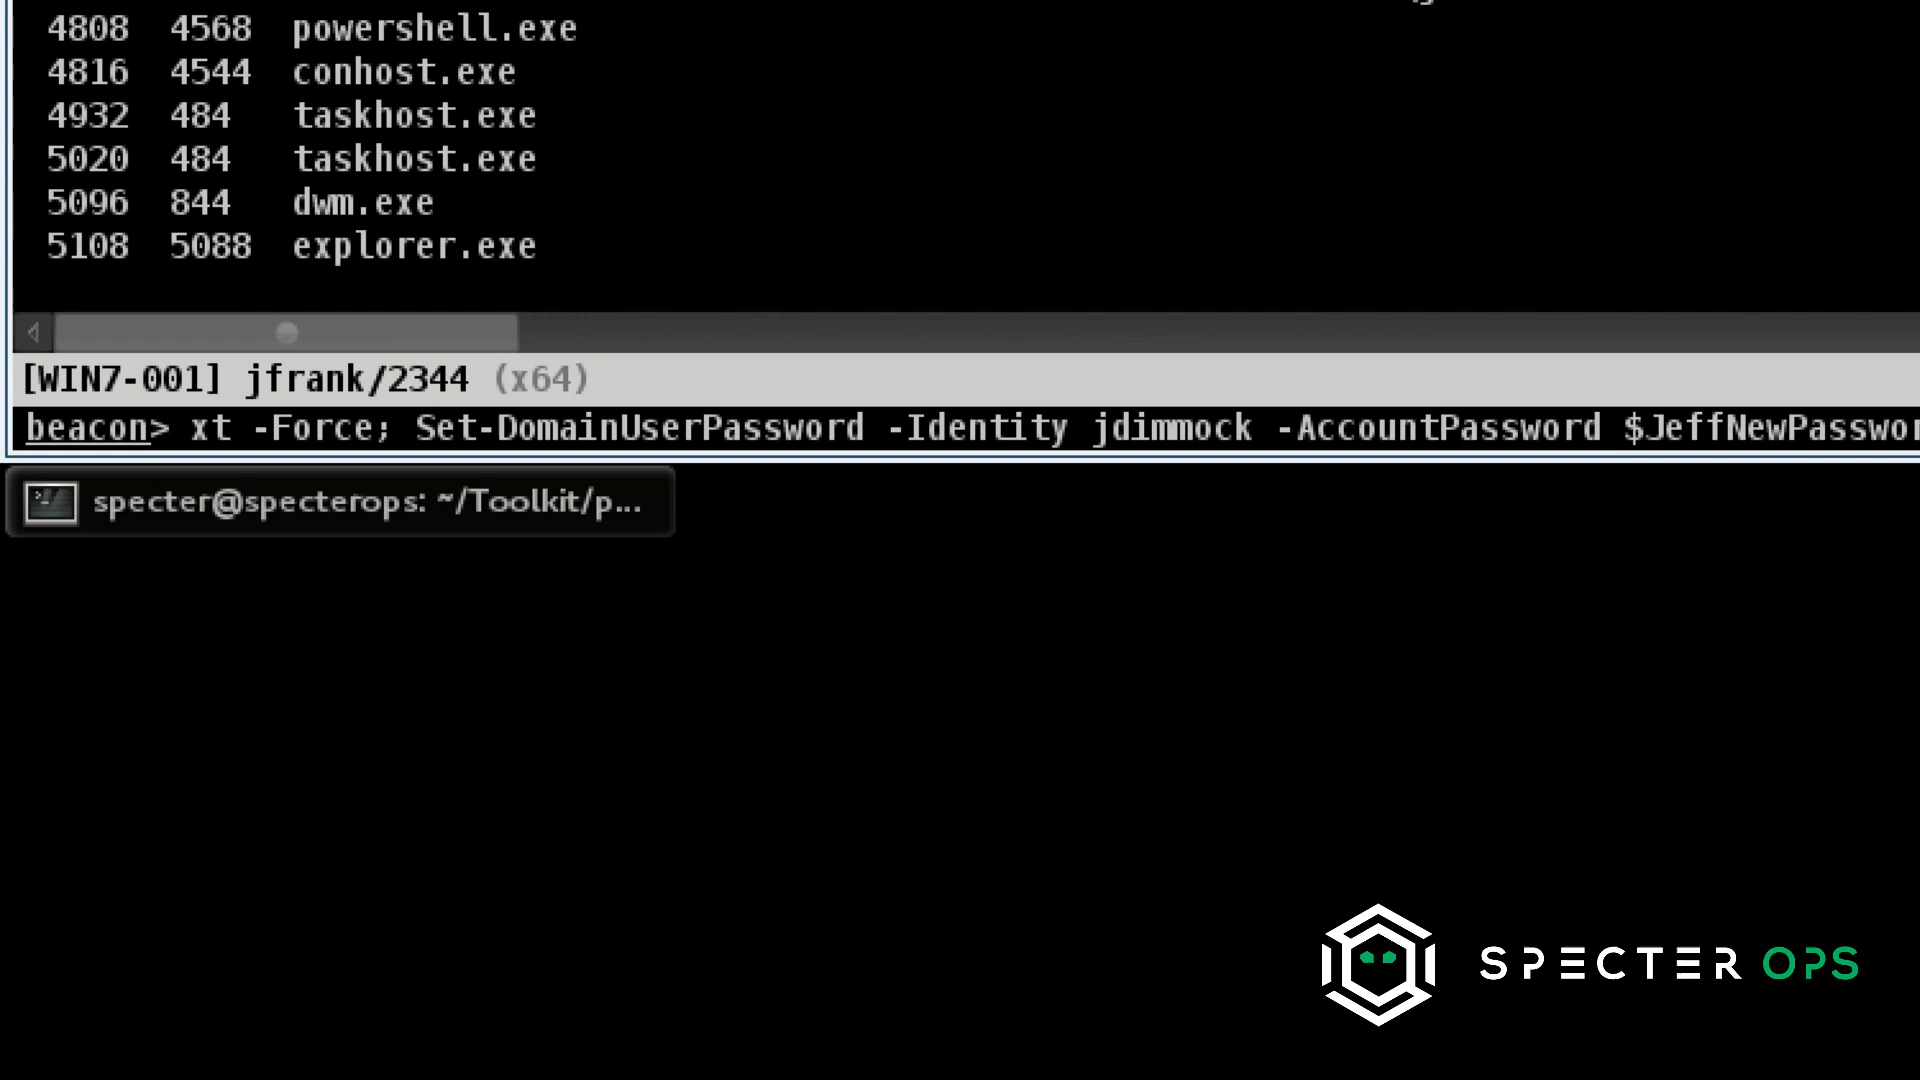 4808 4568 powershell.exe
4816 4544 conhost.exe
4932 484 taskhost.exe
5020 484 taskhost.exe
5096 844 dwm.exe
5108 5088 explorer.exe
[WIN7-001] jfrank/2344 (x64)
beacon> xt -Force; Set-DomainUserPassword -Identity jdimmock -AccountPassword $JeffNewPasswor
specter@specterops: ~/Toolkit/p...
SPECTER OPS